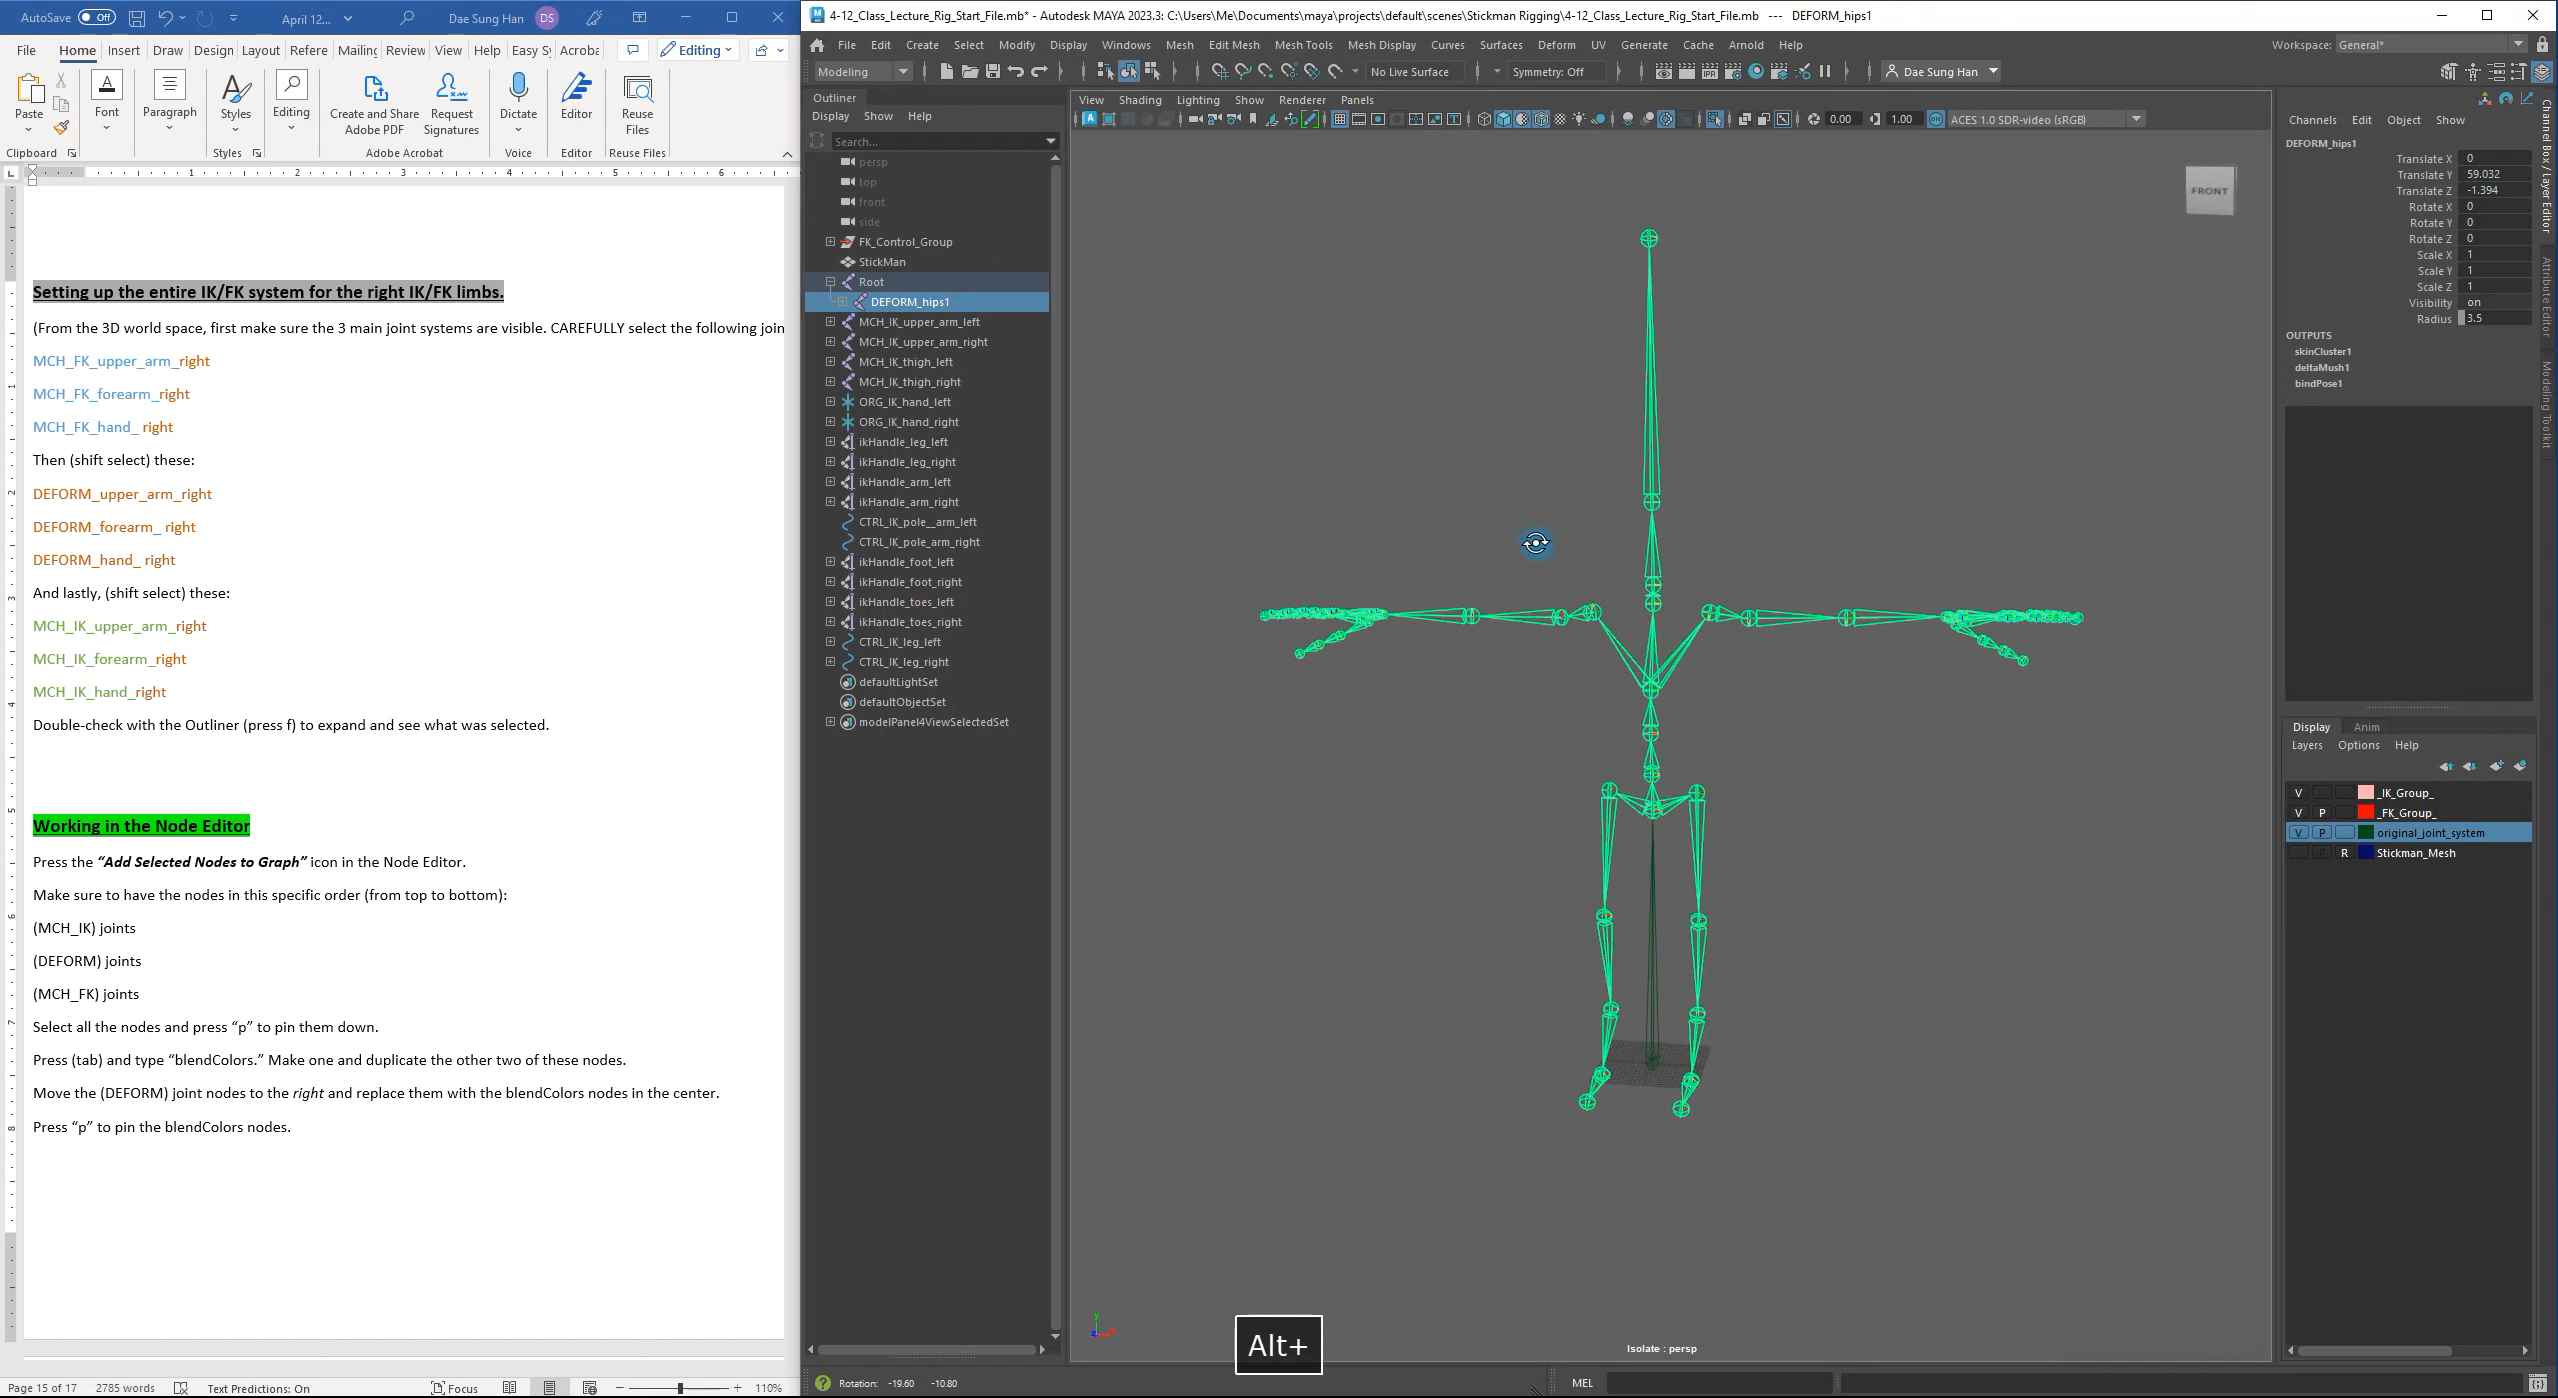 AutoSave Off April 12... Dae Sung Han DS
File Home Insert Draw Design Layout Refere Mailing Review View Help Easy Sy Acroba Editing
Paste Font Paragraph Styles Editing Create and Share Adobe PDF Request Signatures Dictate Editor Reuse Files
Clipboard Styles Adobe Acrobat Voice Editor Reuse Files
1 2 3 4 5 6
Setting up the entire IK/FK system for the right IK/FK limbs.
(From the 3D world space, first make sure the 3 main joint systems are visible. CAREFULLY select the following join
MCH_FK_upper_arm_right
MCH_FK_forearm_right
MCH_FK_hand_ right
Then (shift select) these:
DEFORM_upper_arm_right
DEFORM_forearm_ right
DEFORM_hand_ right
And lastly, (shift select) these:
MCH_IK_upper_arm_right
MCH_IK_forearm_right
MCH_IK_hand_right
Double-check with the Outliner (press f) to expand and see what was selected.
Working in the Node Editor
Press the “Add Selected Nodes to Graph” icon in the Node Editor.
Make sure to have the nodes in this specific order (from top to bottom):
(MCH_IK) joints
(DEFORM) joints
(MCH_FK) joints
Select all the nodes and press “p” to pin them down.
Press (tab) and type “blendColors.” Make one and duplicate the other two of these nodes.
Move the (DEFORM) joint nodes to the right and replace them with the blendColors nodes in the center.
Press “p” to pin the blendColors nodes.
Page 15 of 17 2785 words Text Predictions: On Focus 110%
4-12_Class_Lecture_Rig_Start_File.mb* - Autodesk MAYA 2023.3: C:\Users\Me\Documents\maya\projects\default\scenes\Stickman Rigging\4-12_Class_Lecture_Rig_Start_File.mb --- DEFORM_hips1
File Edit Create Select Modify Display Windows Mesh Edit Mesh Mesh Tools Mesh Display Curves Surfaces Deform UV Generate Cache Arnold Help Workspace: General*
Modeling No Live Surface Symmetry: Off IPR Dae Sung Han
Outliner
Display Show Help
Search...
persp
top
front
side
FK_Control_Group
StickMan
Root
DEFORM_hips1
MCH_IK_upper_arm_left
MCH_IK_upper_arm_right
MCH_IK_thigh_left
MCH_IK_thigh_right
ORG_IK_hand_left
ORG_IK_hand_right
ikHandle_leg_left
ikHandle_leg_right
ikHandle_arm_left
ikHandle_arm_right
CTRL_IK_pole__arm_left
CTRL_IK_pole_arm_right
ikHandle_foot_left
ikHandle_foot_right
ikHandle_toes_left
ikHandle_toes_right
CTRL_IK_leg_left
CTRL_IK_leg_right
defaultLightSet
defaultObjectSet
modelPanel4ViewSelectedSet
View Shading Lighting Show Renderer Panels
0.00 1.00 ACES 1.0 SDR-video (sRGB)
FRONT
Alt+
Isolate : persp
Rotation: -19.60 -10.80
MEL
Channels Edit Object Show
DEFORM_hips1
Translate X 0
Translate Y 59.032
Translate Z -1.394
Rotate X 0
Rotate Y 0
Rotate Z 0
Scale X 1
Scale Y 1
Scale Z 1
Visibility on
Radius 3.5
OUTPUTS
skinCluster1
deltaMush1
bindPose1
Display Anim
Layers Options Help
V _IK_Group_
V P _FK_Group_
V P original_joint_system
P R Stickman_Mesh
Channel Box / Layer Editor
Attribute Editor
Modeling Toolkit